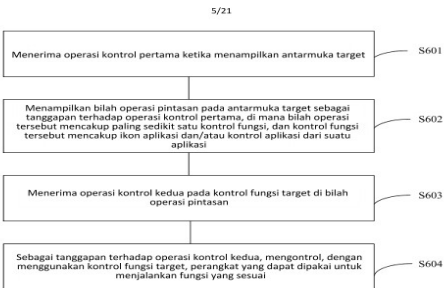 5/21
Menerima operasi kontrol pertama ketika menampilkan antarmuka target
S601
Menampilkan bilah operasi pintasan pada antarmuka target sebagai
tanggapan terhadap operasi kontrol pertama, di mana bilah operasi
tersebut mencakup paling sedikit satu kontrol fungsi, dan kontrol fungsi
tersebut mencakup ikon aplikasi dan/atau kontrol aplikasi dari suatu
aplikasi
S602
Menerima operasi kontrol kedua pada kontrol fungsi target di bilah
operasi pintasan
S603
Sebagai tanggapan terhadap operasi kontrol kedua, mengontrol, dengan
menggunakan kontrol fungsi target, perangkat yang dapat dipakai untuk
menjalankan fungsi yang sesuai
S604